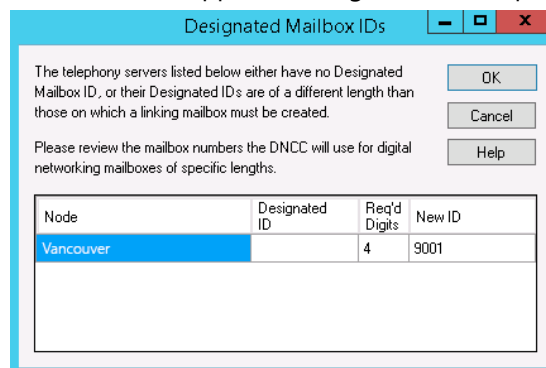 Designated Mailbox IDs
The telephony servers listed below either have no Designated
Mailbox ID, or their Designated IDs are of a different length than
those on which a linking mailbox must be created.
Please review the mailbox numbers the DNCC will use for digital
networking mailboxes of specific lengths.
OK
Cancel
Help
Node Designated ID Req'd Digits New ID
Vancouver 4 9001